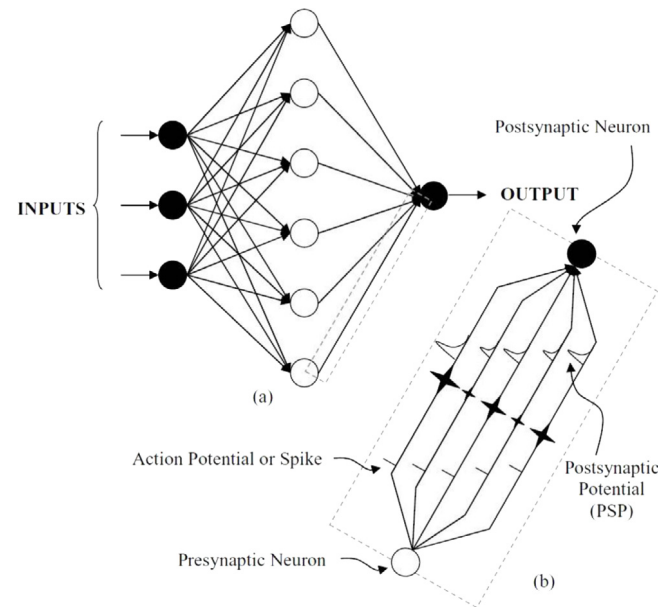 Postsynaptic Neuron
INPUTS
OUTPUT
(a)
Action Potential or Spike
Postsynaptic
Potential
(PSP)
Presynaptic Neuron
(b)